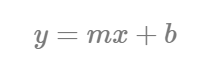 y = mx + b